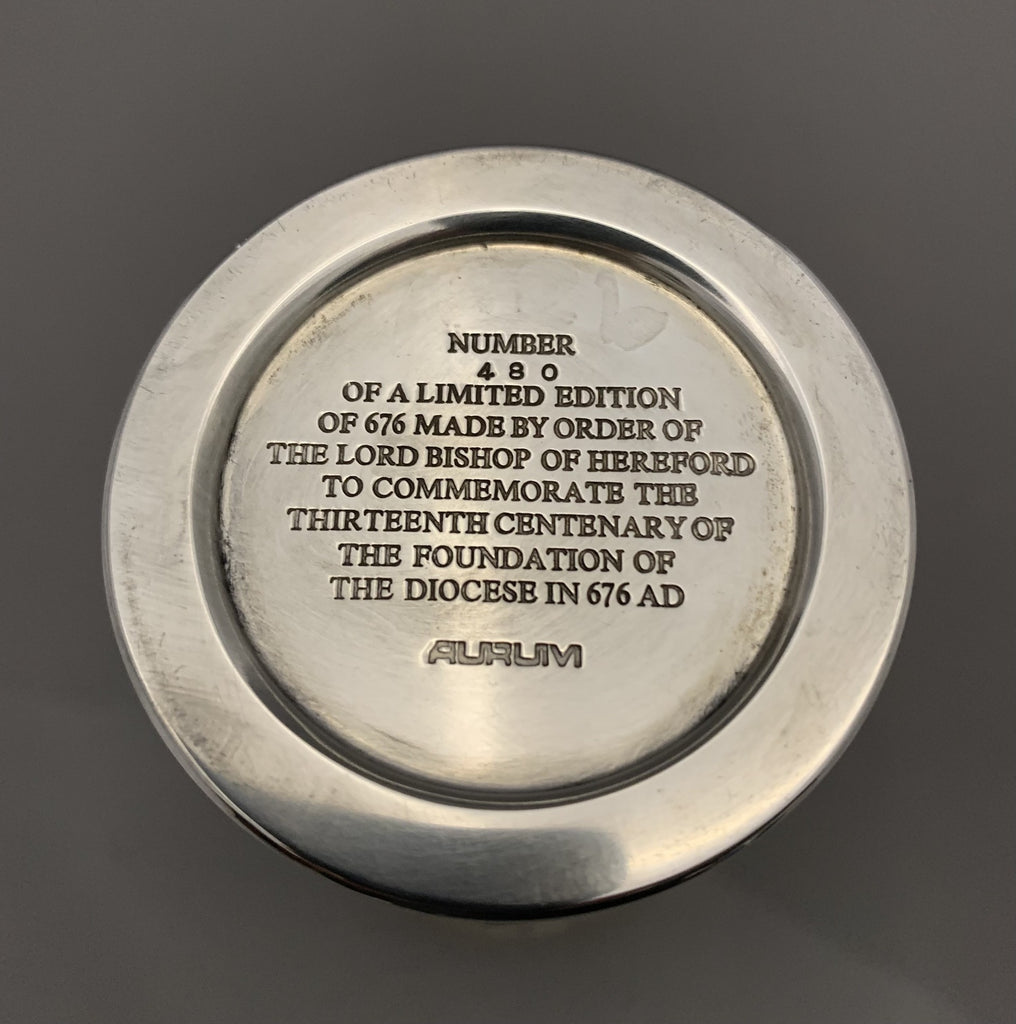 NUMBER
480
OF A LIMITED EDITION
OF 676 MADE BY ORDER OF
THE LORD BISHOP OF HEREFORD
TO COMMEMORATE THE
THIRTEENTH CENTENARY OF
THE FOUNDATION OF
THE DIOCESE IN 676 AD
AURUM